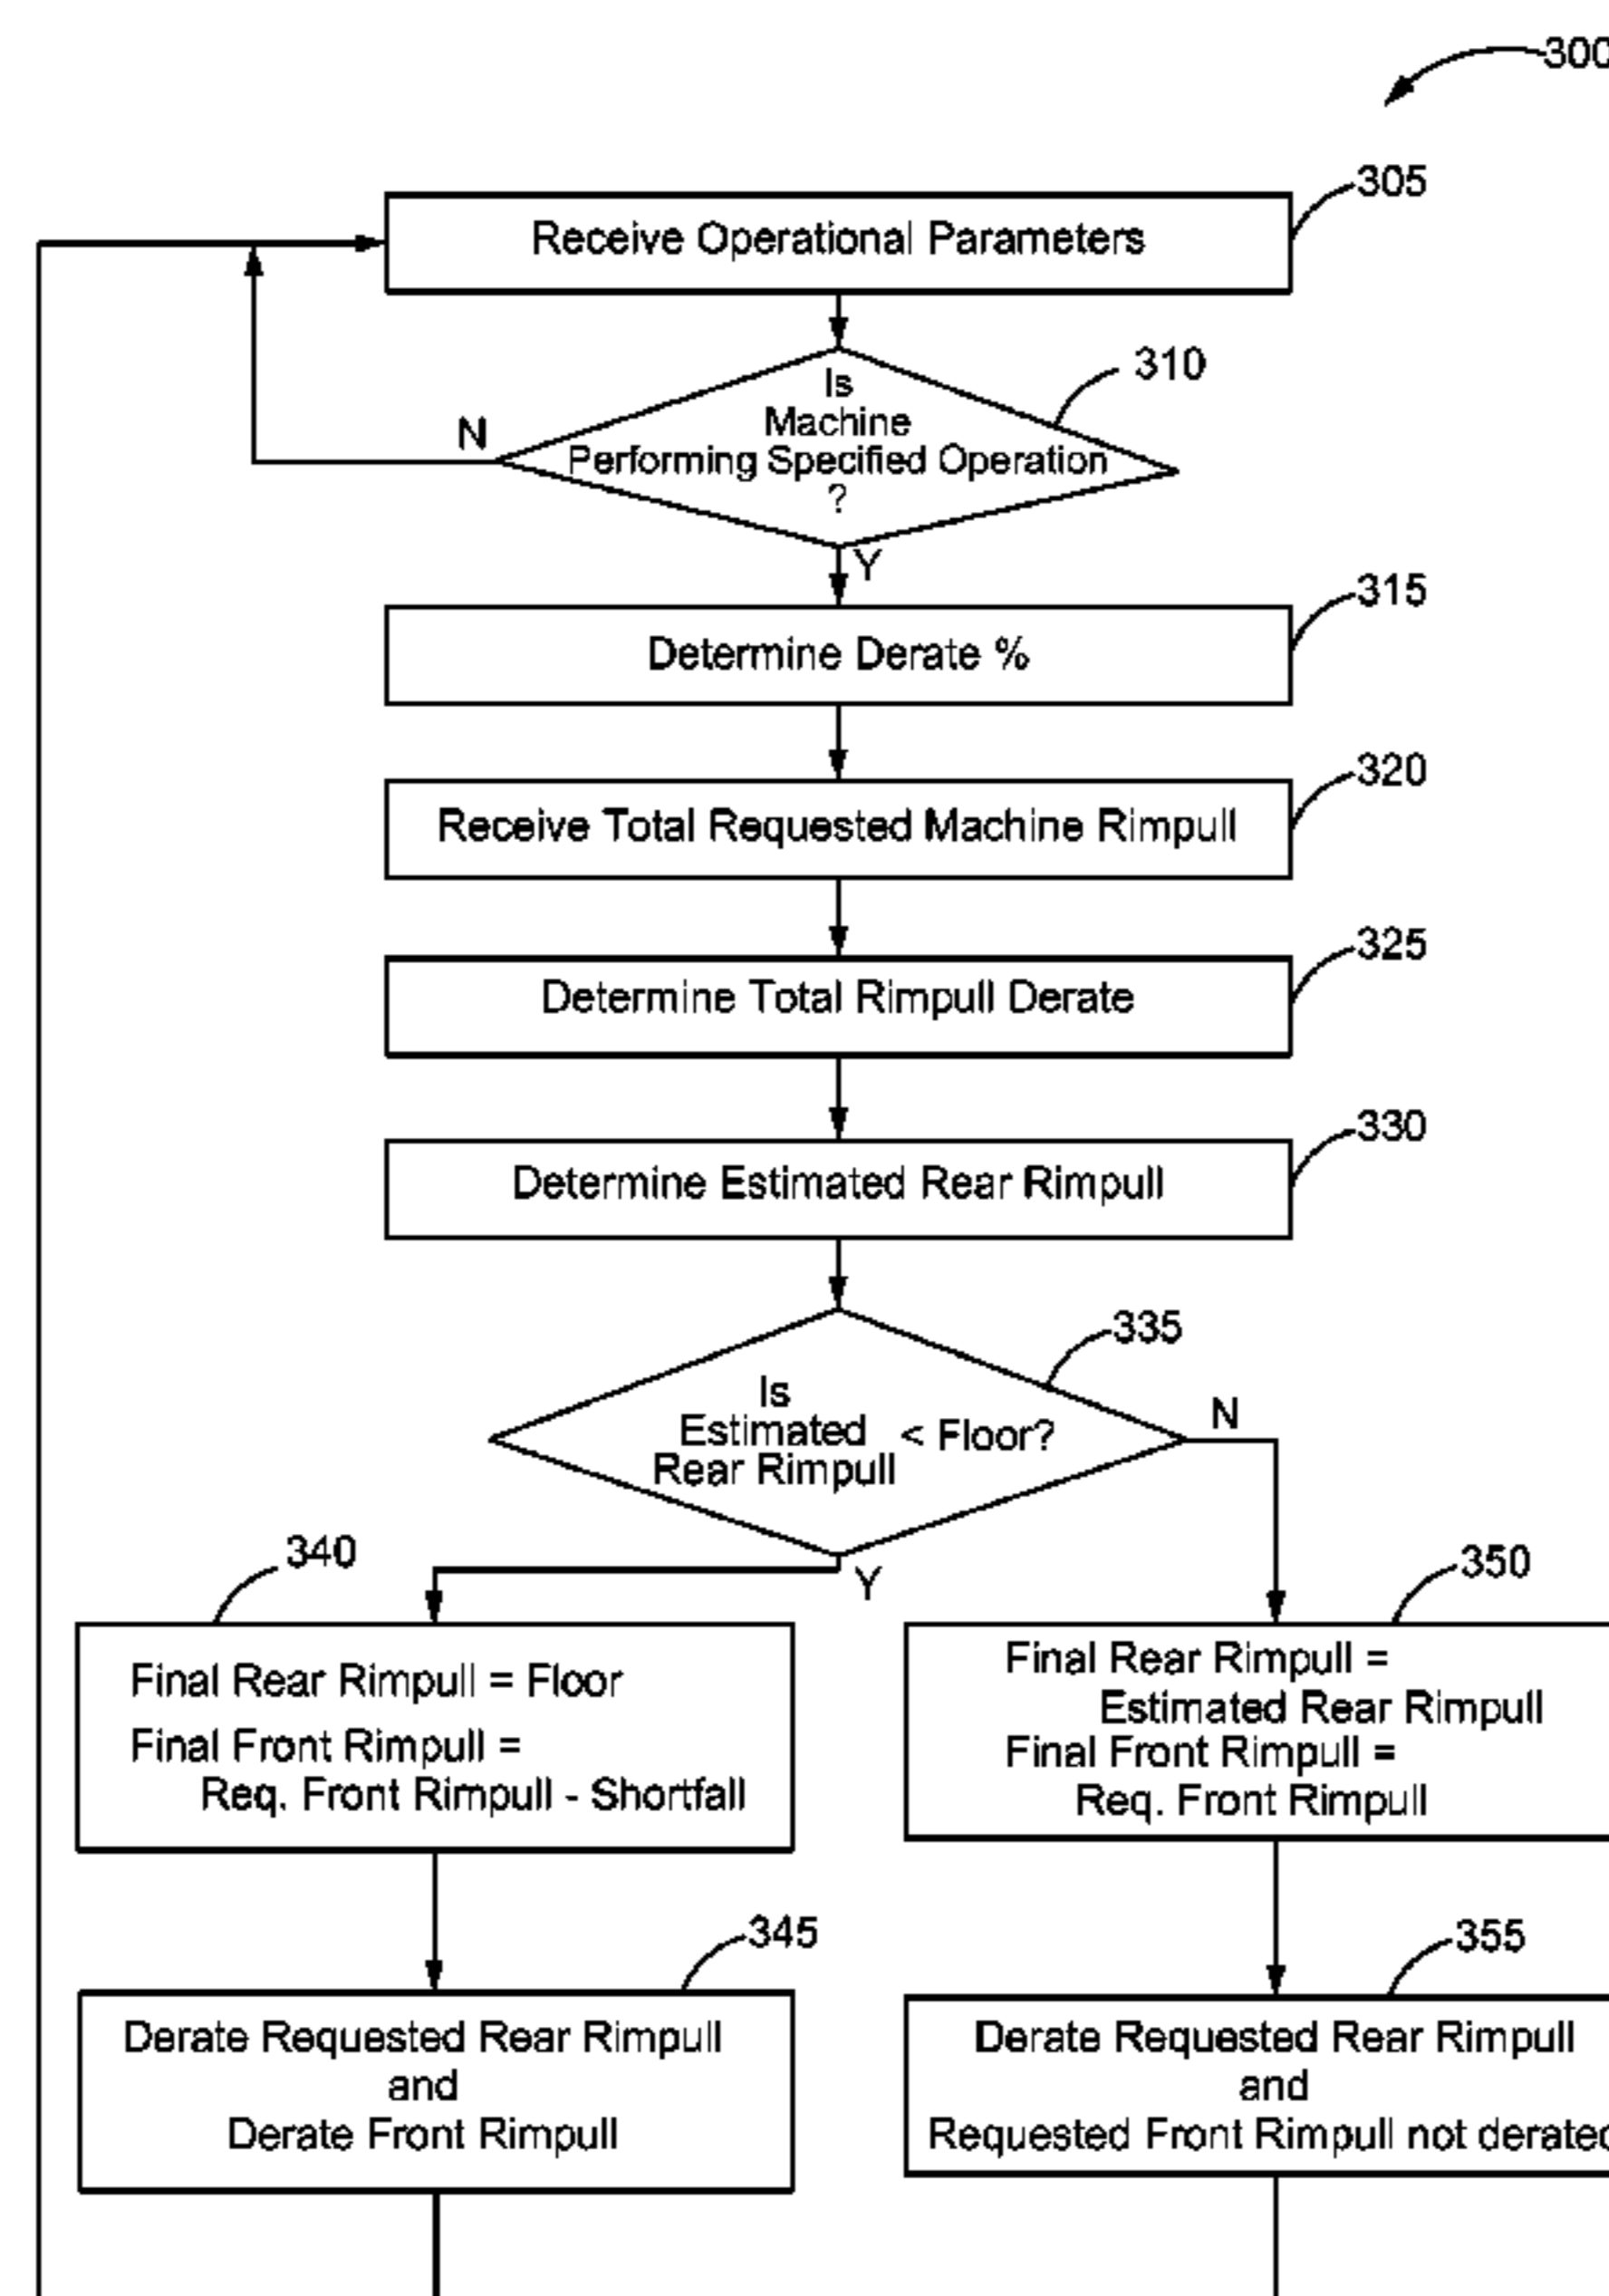 300
305
Receive Operational Parameters
310
Is
Machine
Performing Specified Operation
?
N
Y
315
Determine Derate %
320
Receive Total Requested Machine Rimpull
325
Determine Total Rimpull Derate
330
Determine Estimated Rear Rimpull
335
Is
Estimated
Rear Rimpull
< Floor?
N
Y
340
Final Rear Rimpull = Floor
Final Front Rimpull =
Req. Front Rimpull - Shortfall
350
Final Rear Rimpull =
Estimated Rear Rimpull
Final Front Rimpull =
Req. Front Rimpull
345
Derate Requested Rear Rimpull
and
Derate Front Rimpull
355
Derate Requested Rear Rimpull
and
Requested Front Rimpull not derated